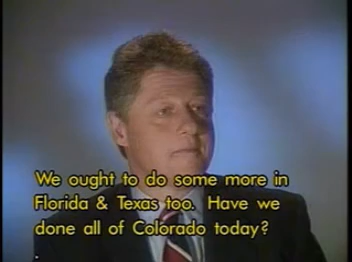 We ought to do some more in
Florida & Texas too. Have we
done all of Colorado today?